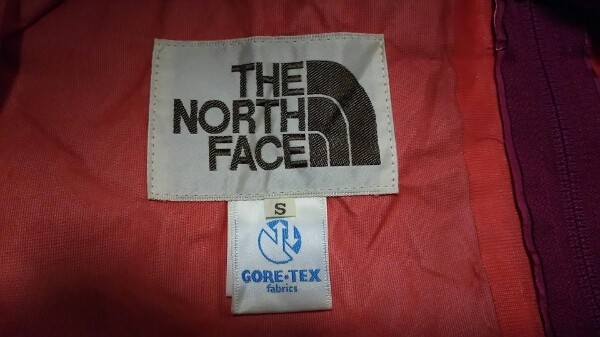 THE
NORTH
FACE
S
GORE-TEX
fabrics